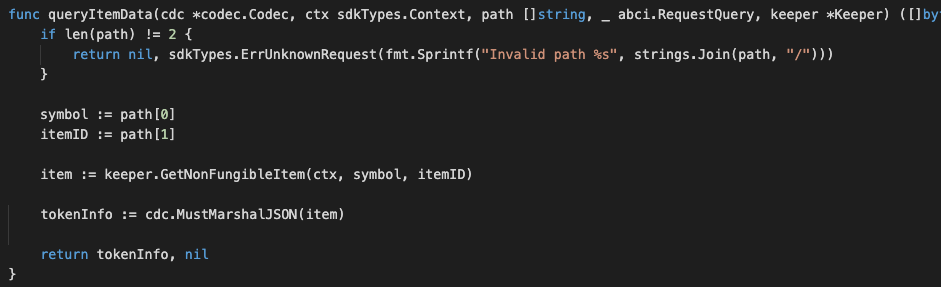 func queryItemData(cdc *codec.Codec, ctx sdkTypes.Context, path []string, _ abci.RequestQuery, keeper *Keeper) ([]by
    if len(path) != 2 {
        return nil, sdkTypes.ErrUnknownRequest(fmt.Sprintf("Invalid path %s", strings.Join(path, "/")))
    }

    symbol := path[0]
    itemID := path[1]

    item := keeper.GetNonFungibleItem(ctx, symbol, itemID)

    tokenInfo := cdc.MustMarshalJSON(item)

    return tokenInfo, nil
}